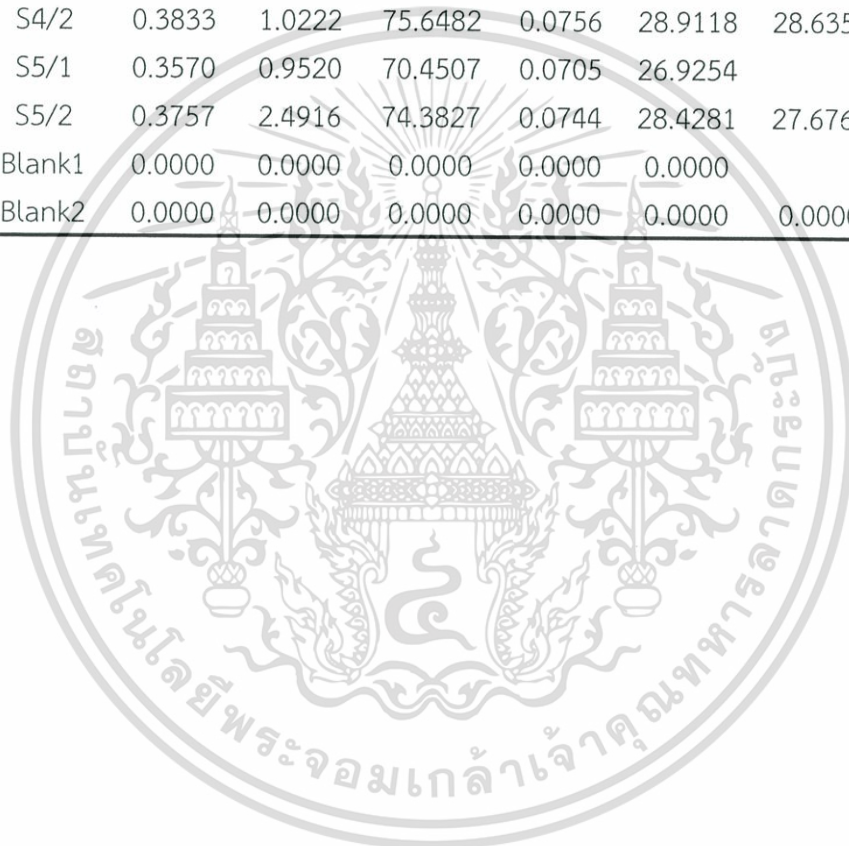 S4/2 0.3833 1.0222 75.6482 0.0756 28.9118 28.635
S5/1 0.3570 0.9520 70.4507 0.0705 26.9254
S5/2 0.3757 2.4916 74.3827 0.0744 28.4281 27.676
Blank1 0.0000 0.0000 0.0000 0.0000 0.0000
Blank2 0.0000 0.0000 0.0000 0.0000 0.0000 0.0000
สถาบันเทคโนโลยีพระจอมเกล้าเจ้าคุณทหารลาดกระบัง